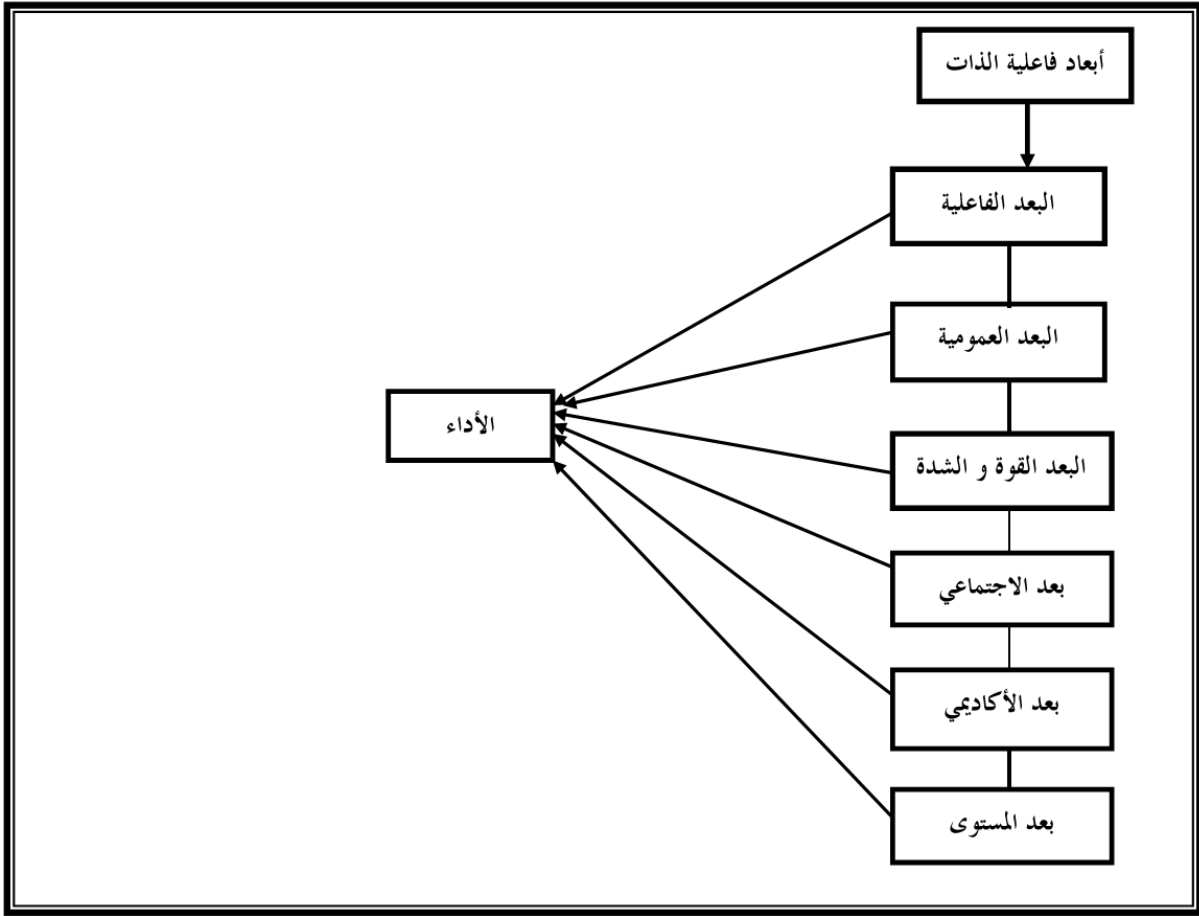 أبعاد فاعلية الذات
البعد الفاعلية
البعد العمومية
الأداء
البعد القوة و الشدة
بعد الاجتماعي
بعد الأكاديمي
بعد المستوى